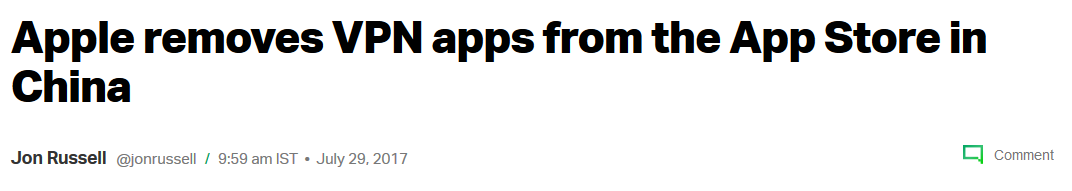 Apple removes VPN apps from the App Store in
China
Jon Russell @jonrussell / 9:59 am IST • July 29, 2017
Comment